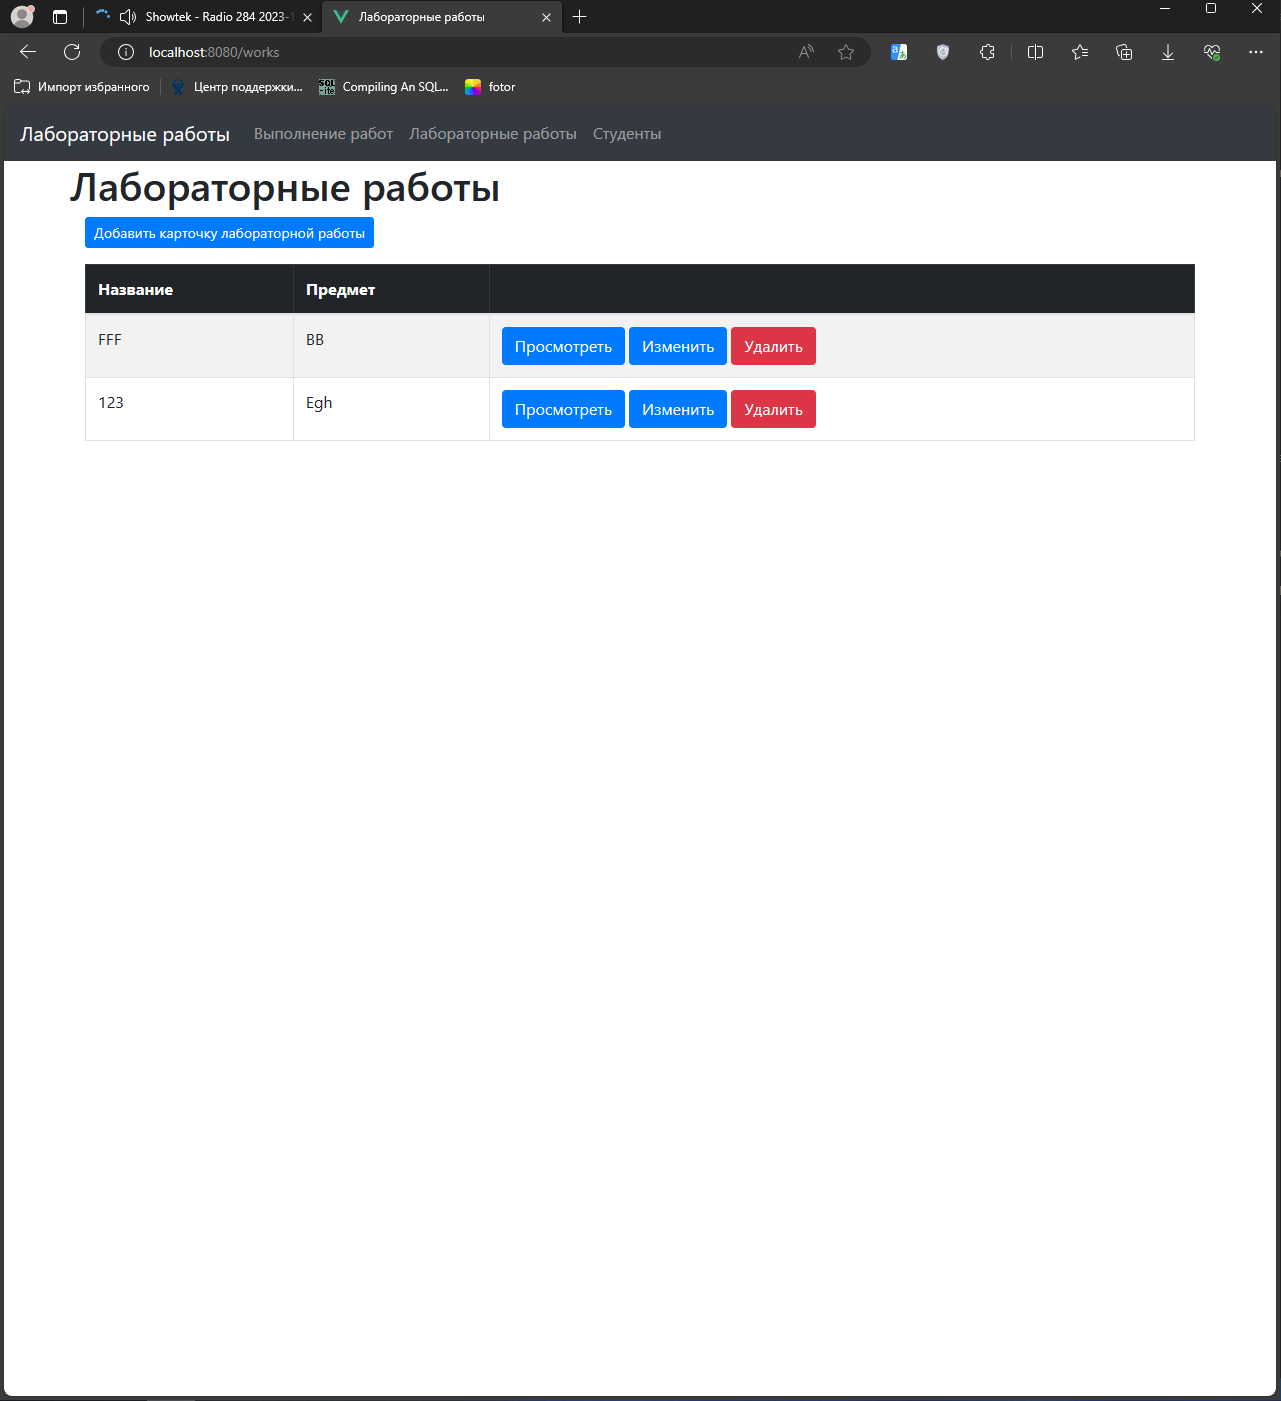 Showtek - Radio 284 2023-1
Лабораторные работы
localhost:8080/works
Импорт избранного
Центр поддержки...
Compiling An SQL...
fotor
Лабораторные работы Выполнение работ Лабораторные работы Студенты
Лабораторные работы
Добавить карточку лабораторной работы
Название Предмет
FFF BB Просмотреть Изменить Удалить
123 Egh Просмотреть Изменить Удалить